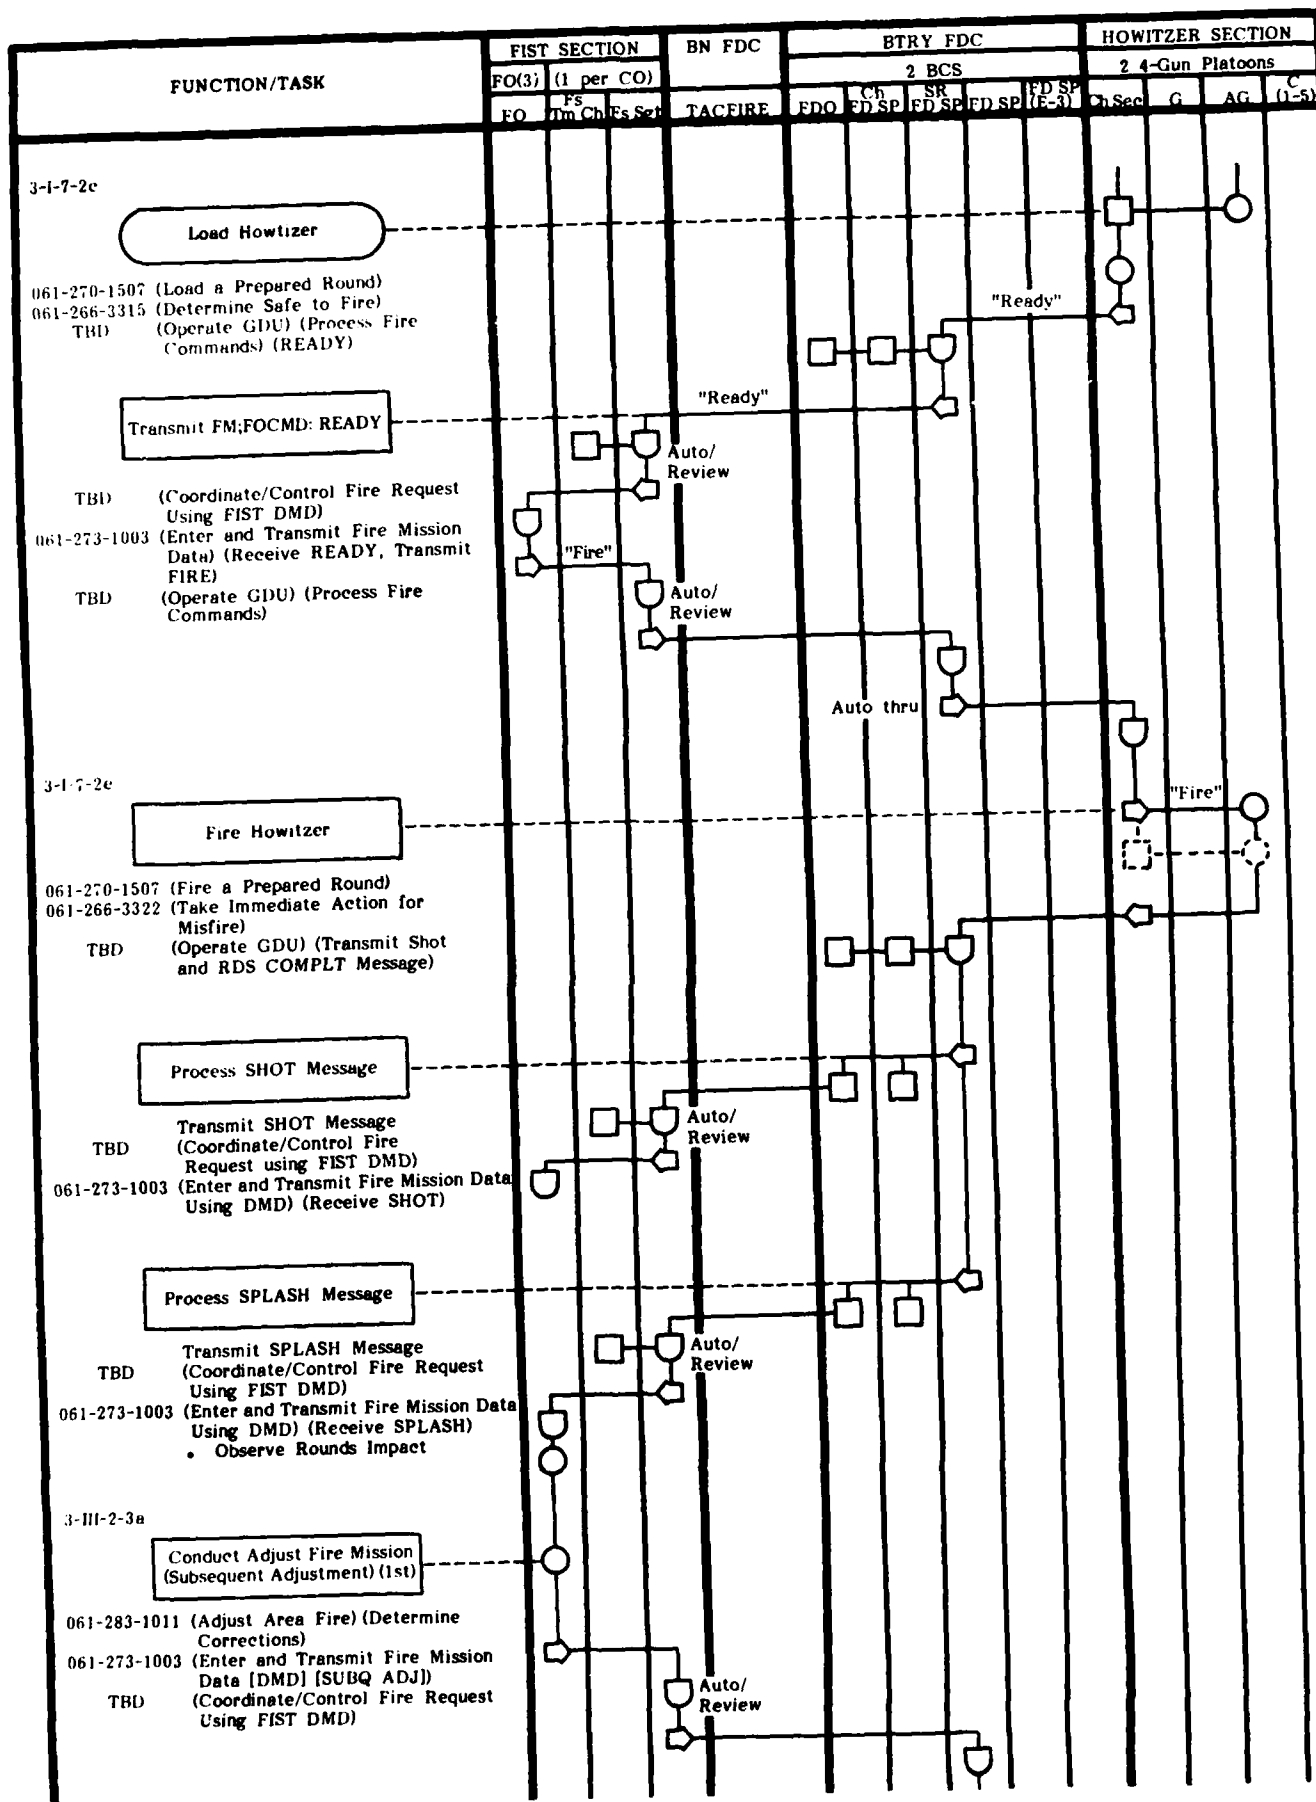 FUNCTION/TASK
FIST SECTION
BN FDC
BTRY FDC
HOWITZER SECTION
FO(3)
(1 per CO)
2 BCS
2 4-Gun Platoons
FO
Fs
Tm Ch
Fs Sgt
TACFIRE
FDO
Ch
FD SP
SR
FD SP
FD SP
FD SP
(E-3)
Ch Sec
G
AG
C
(1-5)
3-I-7-2c
Load Howtizer
061-270-1507 (Load a Prepared Round)
061-266-3315 (Determine Safe to Fire)
TBD (Operate GDU) (Process Fire
Commands) (READY)
"Ready"
Transmit FM;FOCMD: READY
"Ready"
Auto/
Review
TBD (Coordinate/Control Fire Request
Using FIST DMD)
061-273-1003 (Enter and Transmit Fire Mission
Data) (Receive READY, Transmit
FIRE)
"Fire"
TBD (Operate GDU) (Process Fire
Commands)
Auto/
Review
Auto thru
3-I-7-2e
Fire Howitzer
"Fire"
061-270-1507 (Fire a Prepared Round)
061-266-3322 (Take Immediate Action for
Misfire)
TBD (Operate GDU) (Transmit Shot
and RDS COMPLT Message)
Process SHOT Message
Transmit SHOT Message
TBD (Coordinate/Control Fire
Request using FIST DMD)
061-273-1003 (Enter and Transmit Fire Mission Data
Using DMD) (Receive SHOT)
Auto/
Review
Process SPLASH Message
Transmit SPLASH Message
TBD (Coordinate/Control Fire Request
Using FIST DMD)
061-273-1003 (Enter and Transmit Fire Mission Data
Using DMD) (Receive SPLASH)
• Observe Rounds Impact
Auto/
Review
3-III-2-3a
Conduct Adjust Fire Mission
(Subsequent Adjustment) (1st)
061-283-1011 (Adjust Area Fire) (Determine
Corrections)
061-273-1003 (Enter and Transmit Fire Mission
Data [DMD] [SUBQ ADJ])
TBD (Coordinate/Control Fire Request
Using FIST DMD)
Auto/
Review